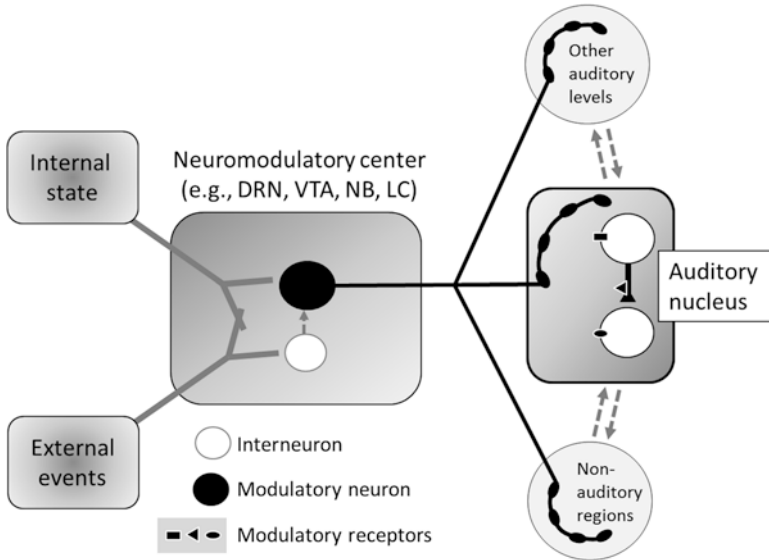 Other
auditory
levels
Internal
state
Neuromodulatory center
(e.g., DRN, VTA, NB, LC)
Auditory
nucleus
External
events
Interneuron
Modulatory neuron
Modulatory receptors
Non-
auditory
regions